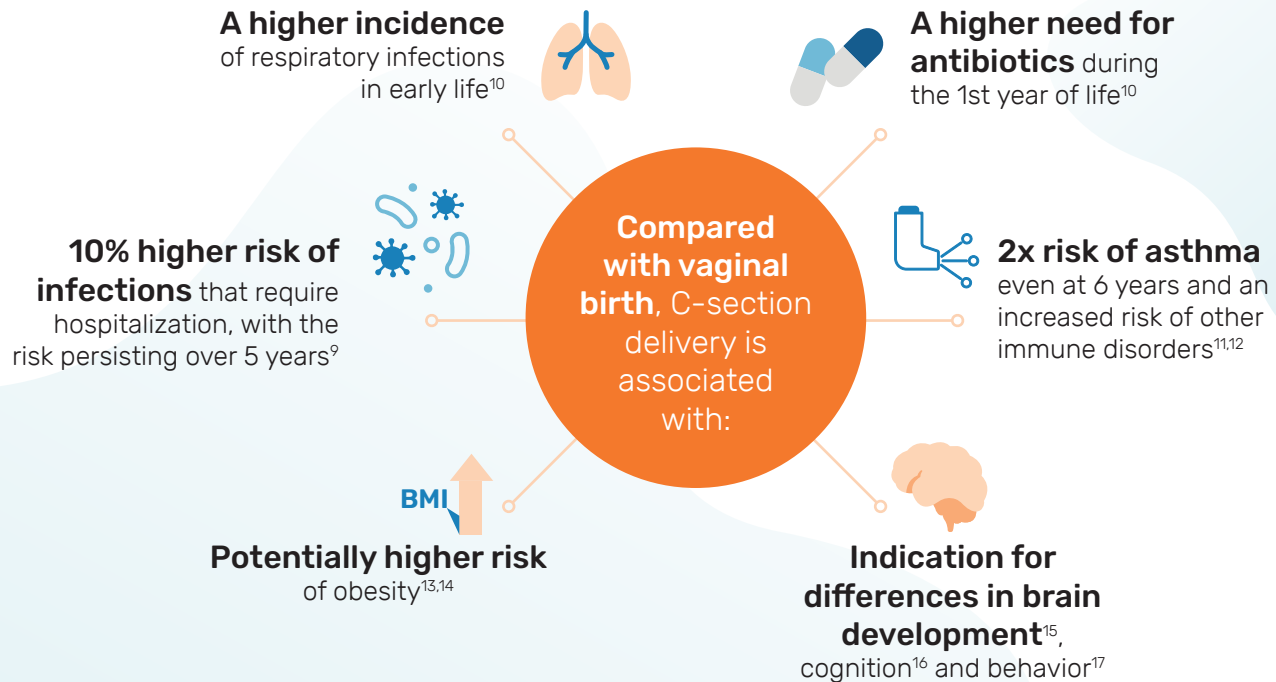 A higher incidence
of respiratory infections
in early life¹⁰
A higher need for
antibiotics during
the 1st year of life¹⁰
10% higher risk of
infections that require
hospitalization, with the
risk persisting over 5 years⁹
Compared
with vaginal
birth, C-section
delivery is
associated
with:
2x risk of asthma
even at 6 years and an
increased risk of other
immune disorders¹¹,¹²
BMI
Potentially higher risk
of obesity¹³,¹⁴
Indication for
differences in brain
development¹⁵,
cognition¹⁶ and behavior¹⁷